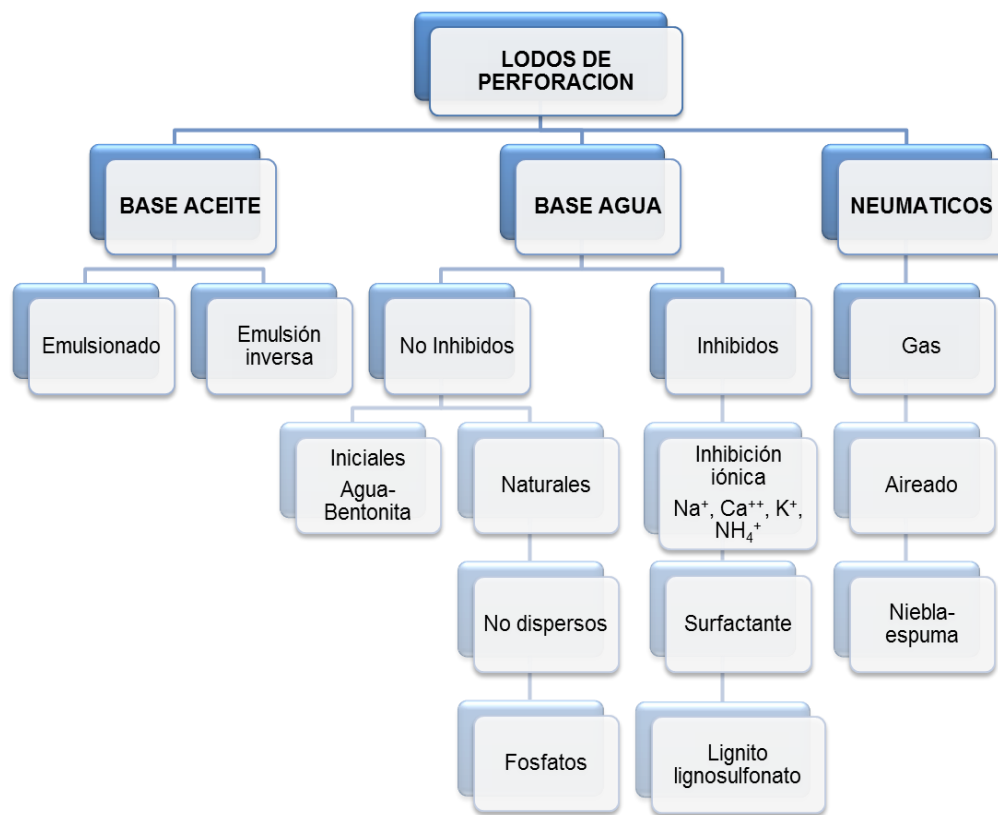 LODOS DE
PERFORACION
BASE ACEITE
BASE AGUA
NEUMATICOS
Emulsionado
Emulsión
inversa
No Inhibidos
Inhibidos
Gas
Iniciales
Agua-
Bentonita
Naturales
Inhibición
iónica
Na⁺, Ca⁺⁺, K⁺,
NH₄⁺
Aireado
No dispersos
Surfactante
Niebla-
espuma
Fosfatos
Lignito
lignosulfonato